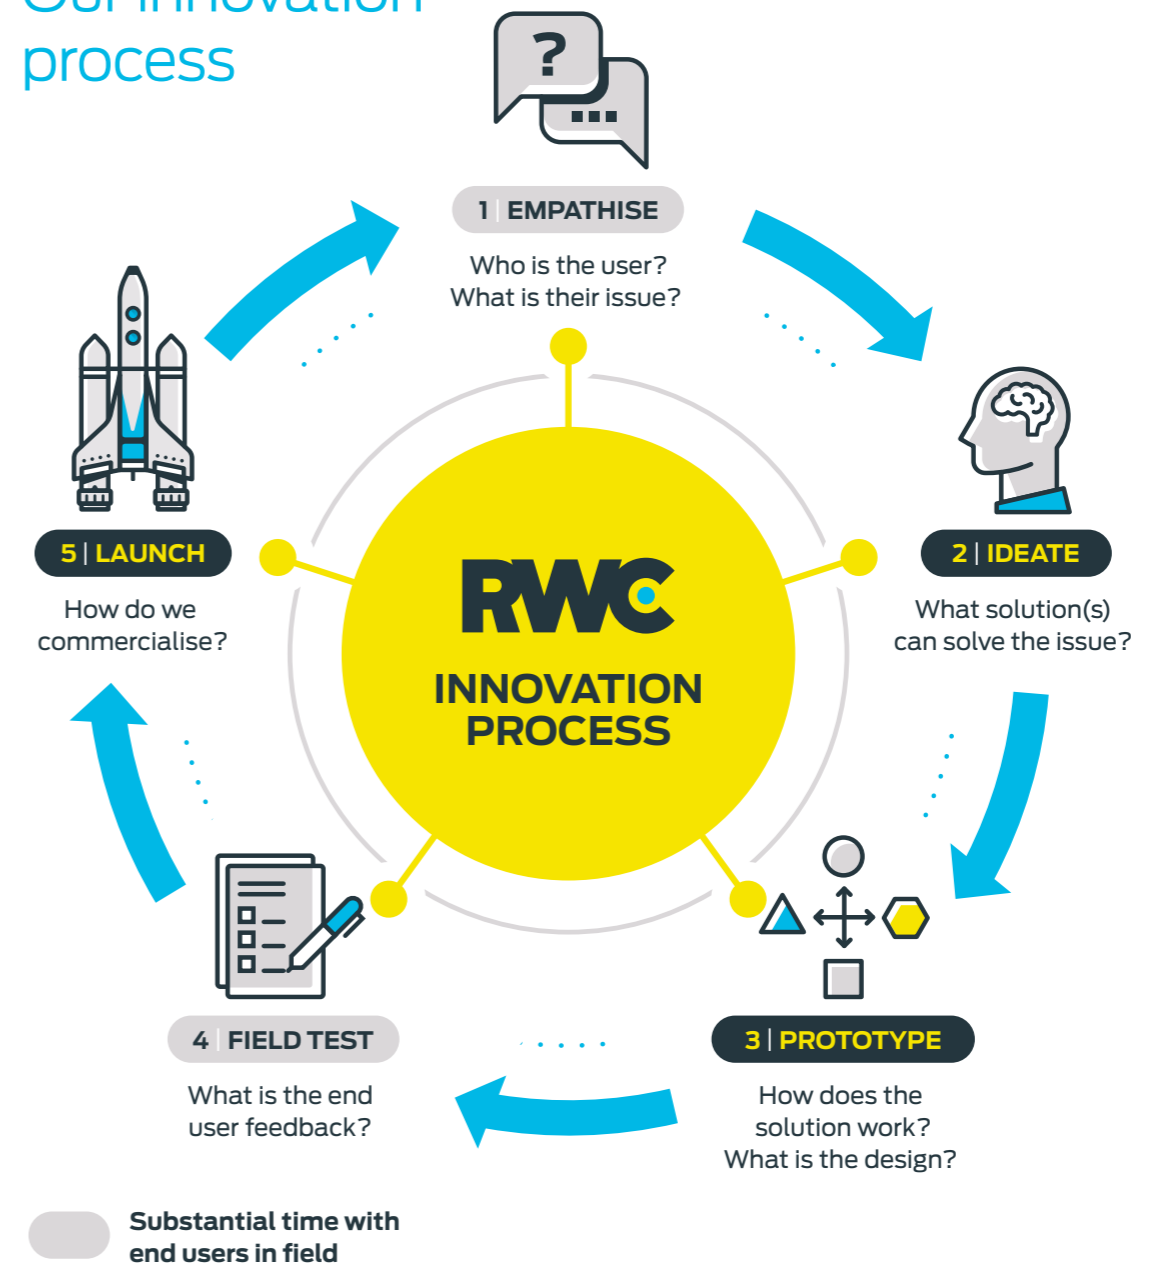 Our innovation
process
?
1 | EMPATHISE
Who is the user?
What is their issue?
2 | IDEATE
What solution(s)
can solve the issue?
3 | PROTOTYPE
How does the
solution work?
What is the design?
4 | FIELD TEST
What is the end
user feedback?
5 | LAUNCH
How do we
commercialise?
RWC
INNOVATION
PROCESS
Substantial time with
end users in field